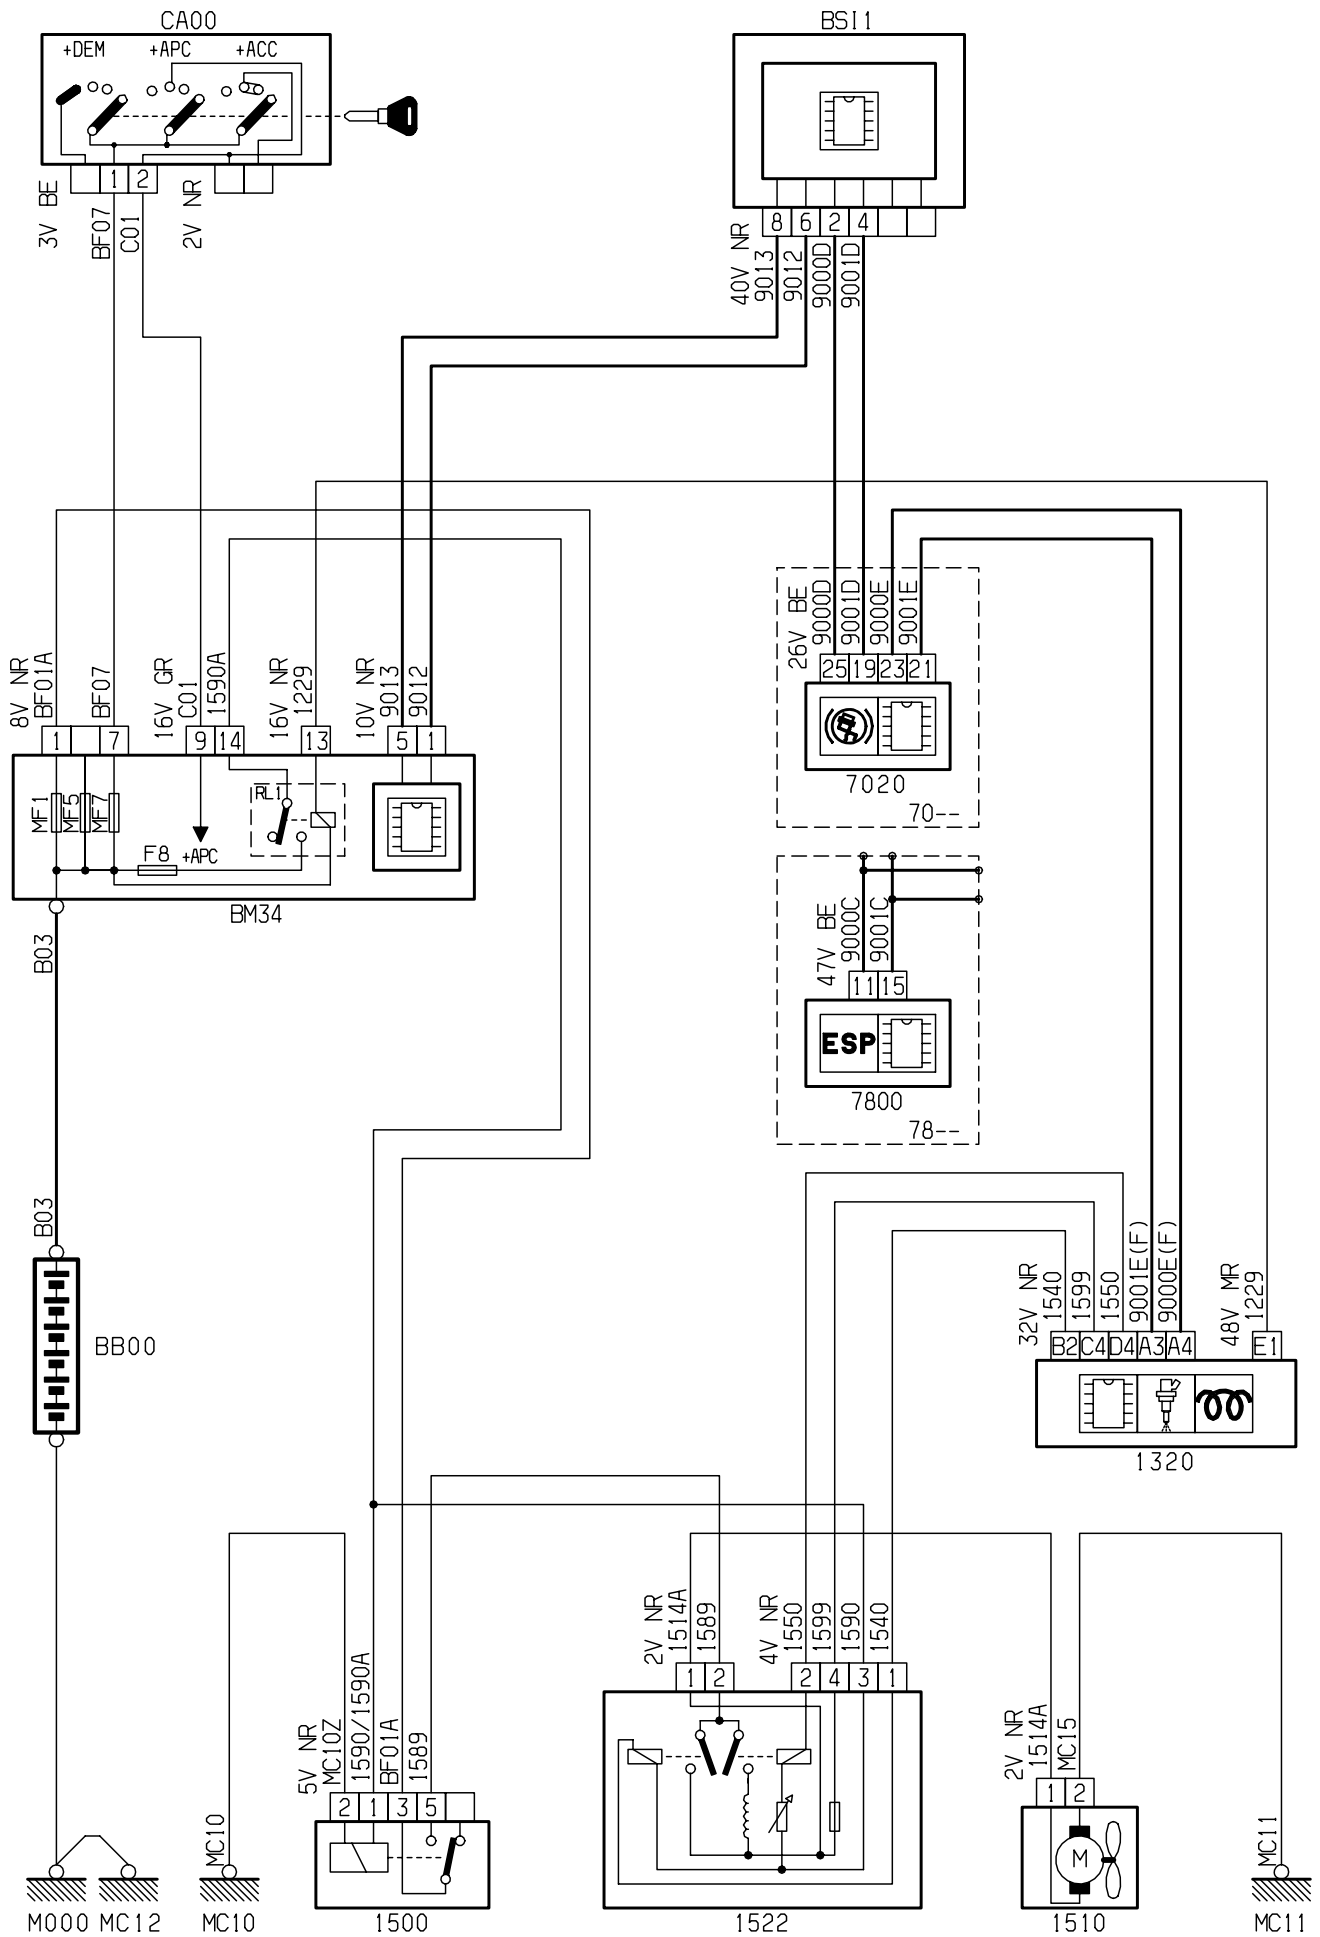 CA00
+DEM +APC +ACC
1 2
3V BE
BF07
C01
2V NR
BSI1
8 6 2 4
40V NR
9013
9012
9000D
9001D
26V BE
9000D
9001D
9000E
9001E
25 19 23 21
7020
70--
8V NR
BF01A
BF07
16V GR
C01
1590A
16V NR
1229
10V NR
9013
9012
1 7 9 14 13 5 1
MF1
MF5
MF7
F8
+APC
RL1
BM34
47V BE
9000C
9001C
11 15
ESP
7800
78--
B03
B03
BB00
32V NR
1540
1599
1550
9001E(F)
9000E(F)
48V MR
1229
B2 C4 D4 A3 A4 E1
1320
5V NR
MC10Z
1590/1590A
BF01A
1589
2 1 3 5
1500
2V NR
1514A
1589
4V NR
1550
1599
1590
1540
1 2 2 4 3 1
1522
2V NR
1514A
MC15
1 2
M
1510
MC10
MC11
M000 MC12 MC10 MC11